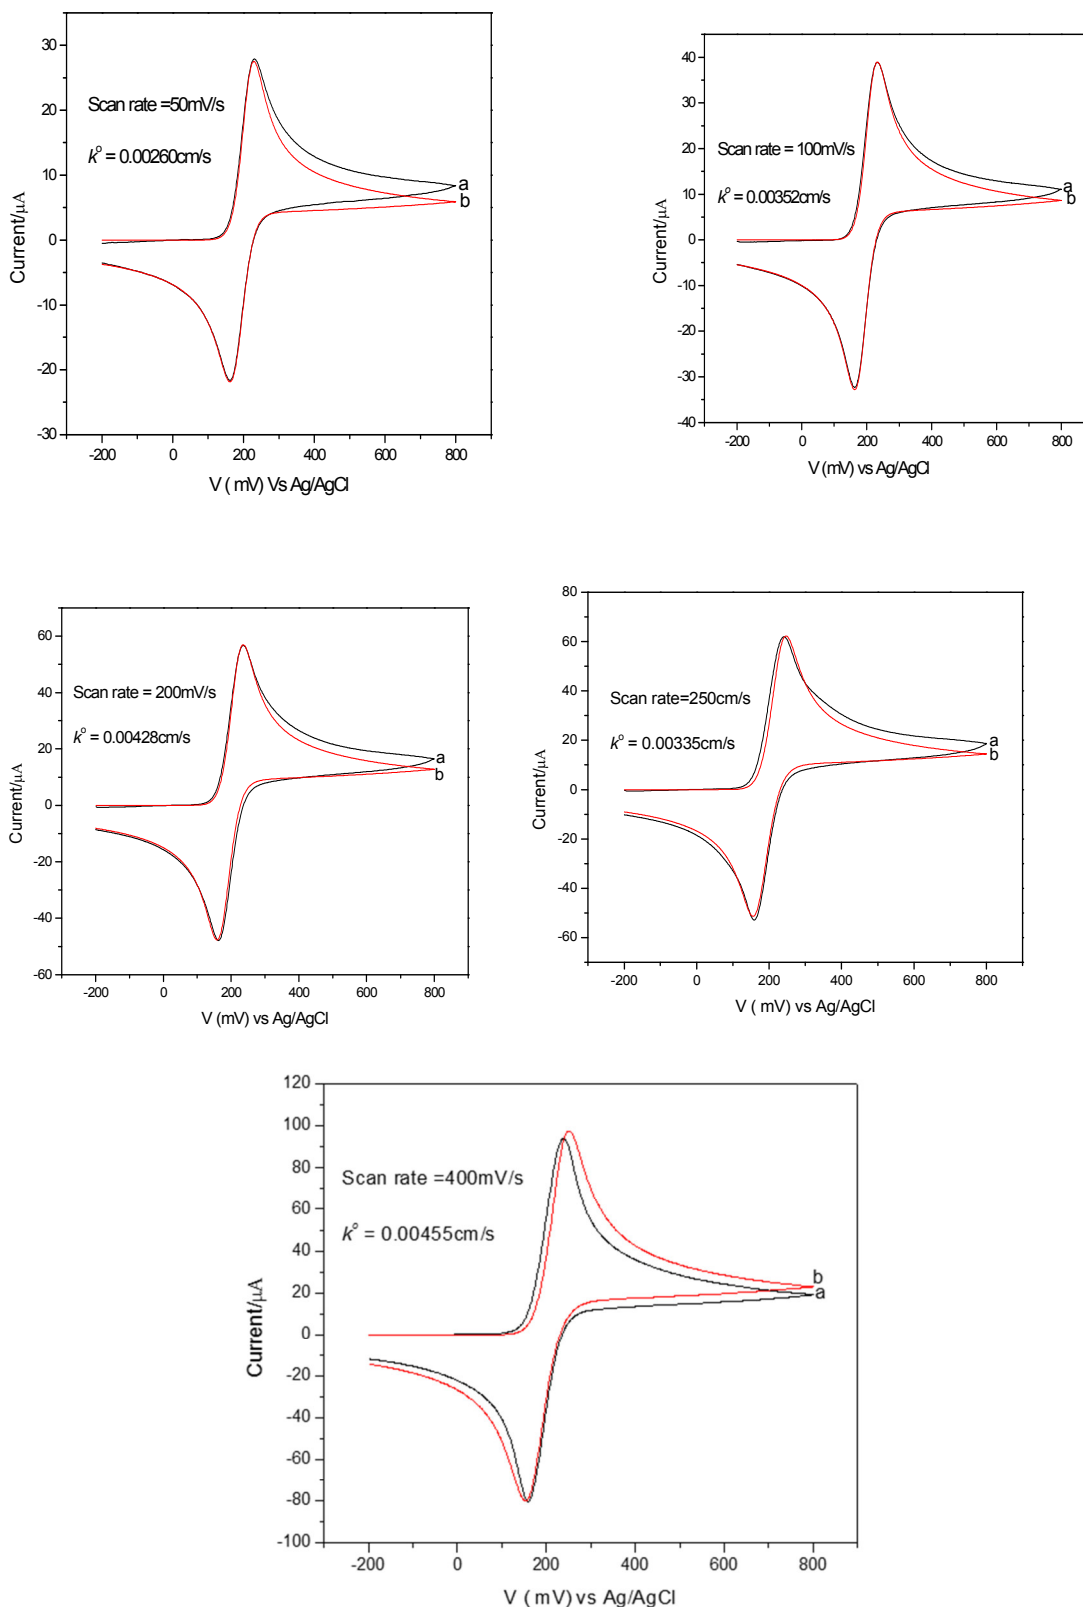 30
20
10
0
-10
-20
-30
Current/μA
Scan rate =50mV/s
k° = 0.00260cm/s
a
b
-200 0 200 400 600 800
V ( mV) Vs Ag/AgCl
40
30
20
10
0
-10
-20
-30
-40
Current/μA
Scan rate = 100mV/s
k° = 0.00352cm/s
a
b
-200 0 200 400 600 800
V (mV) vs Ag/AgCl
60
40
20
0
-20
-40
-60
Current/μA
Scan rate = 200mV/s
k° = 0.00428cm/s
a
b
-200 0 200 400 600 800
V (mV) vs Ag/AgCl
80
60
40
20
0
-20
-40
-60
Current/μA
Scan rate=250cm/s
k° = 0.00335cm/s
a
b
-200 0 200 400 600 800
V ( mV) vs Ag/AgCl
120
100
80
60
40
20
0
-20
-40
-60
-80
-100
Current/μA
Scan rate =400mV/s
k° = 0.00455cm/s
b
a
-200 0 200 400 600 800
V ( mV) vs Ag/AgCl